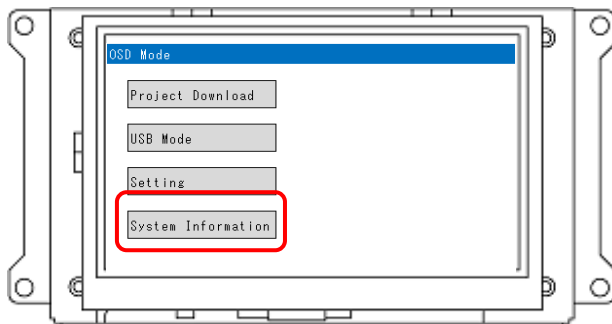 OSD Mode
Project Download
USB Mode
Setting
System Information